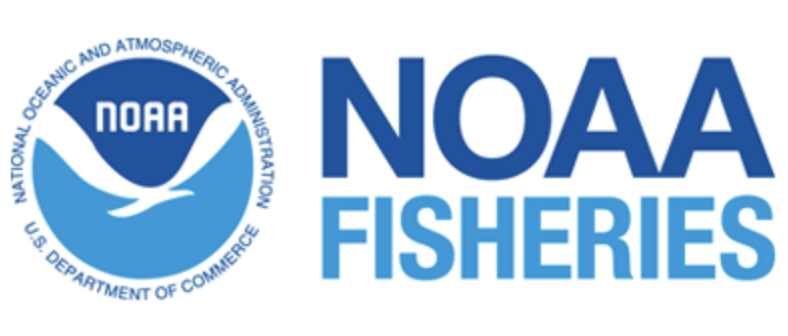 NATIONAL OCEANIC AND ATMOSPHERIC ADMINISTRATION
NOAA
U.S. DEPARTMENT OF COMMERCE
NOAA
FISHERIES